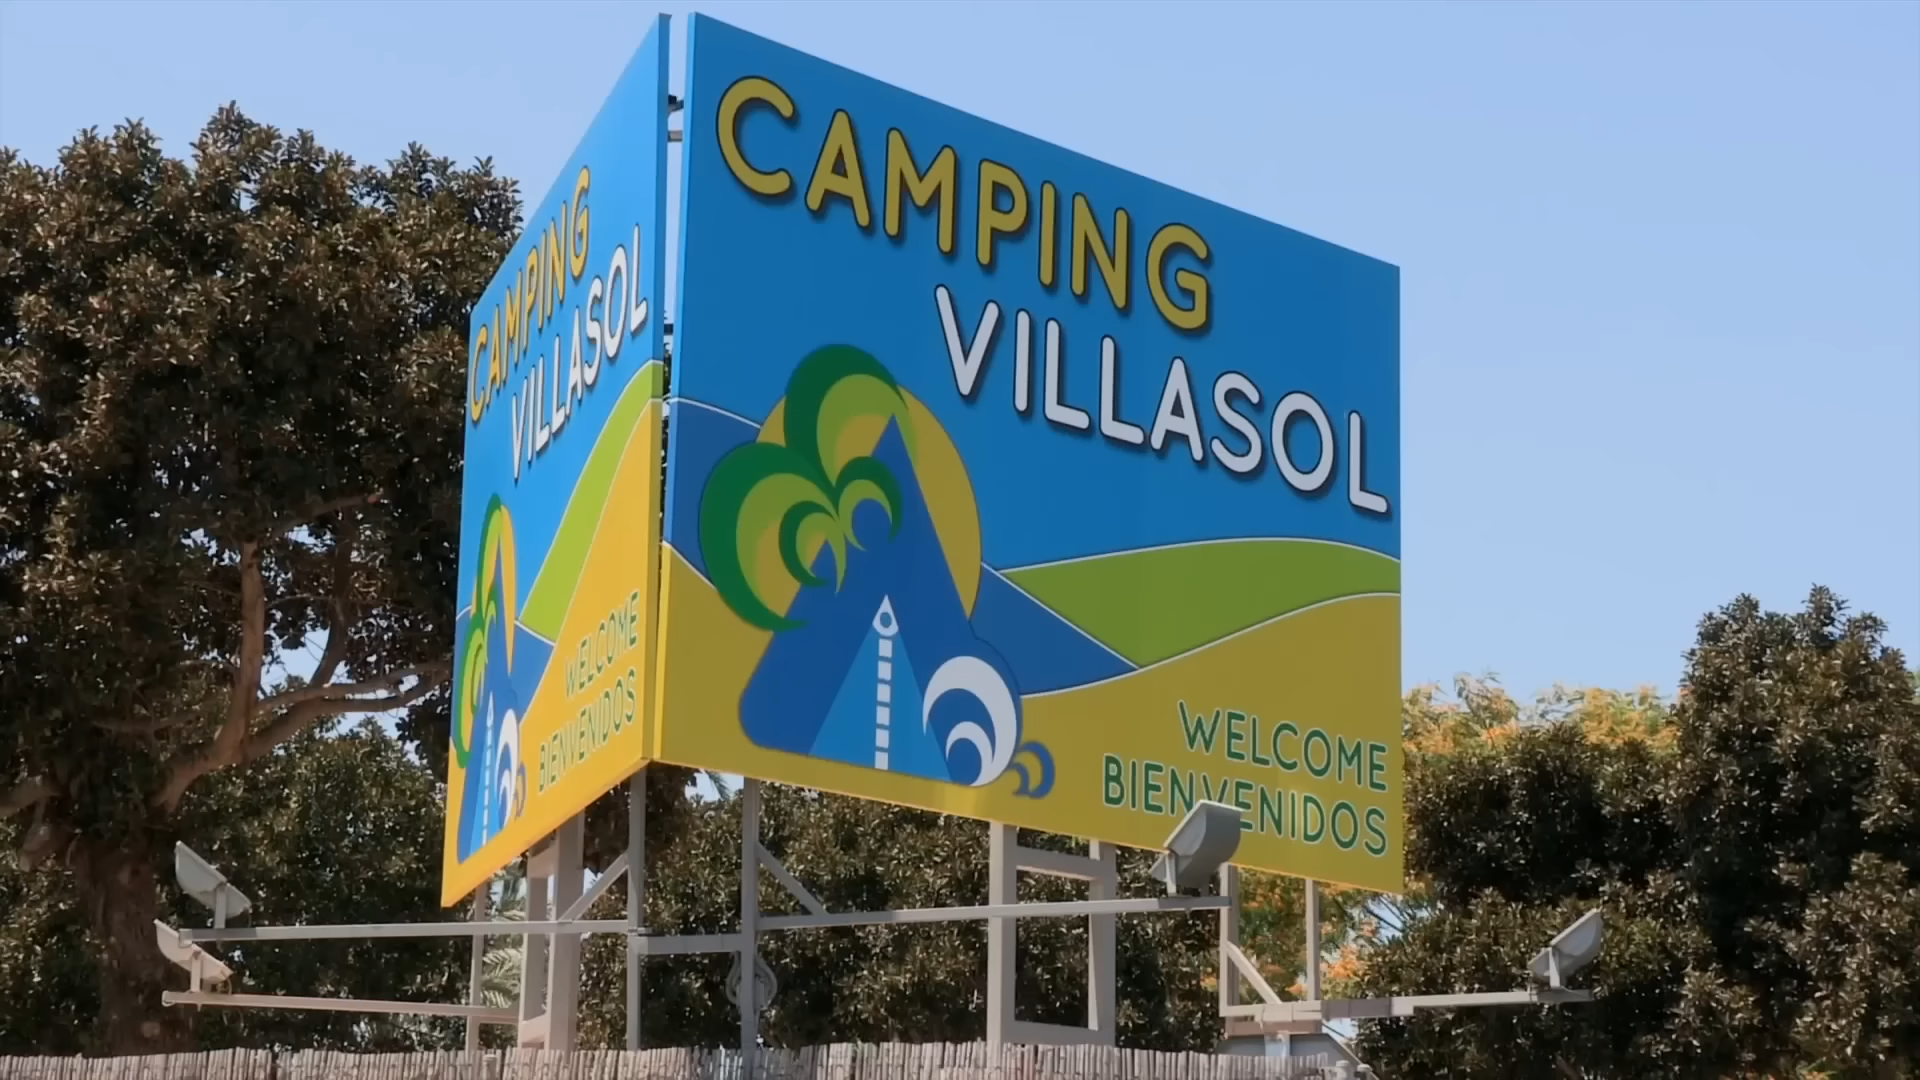 CAMPING
VILLASOL
WELCOME
BIENVENIDOS
CAMPING
VILLASOL
WELCOME
BIENVENIDOS